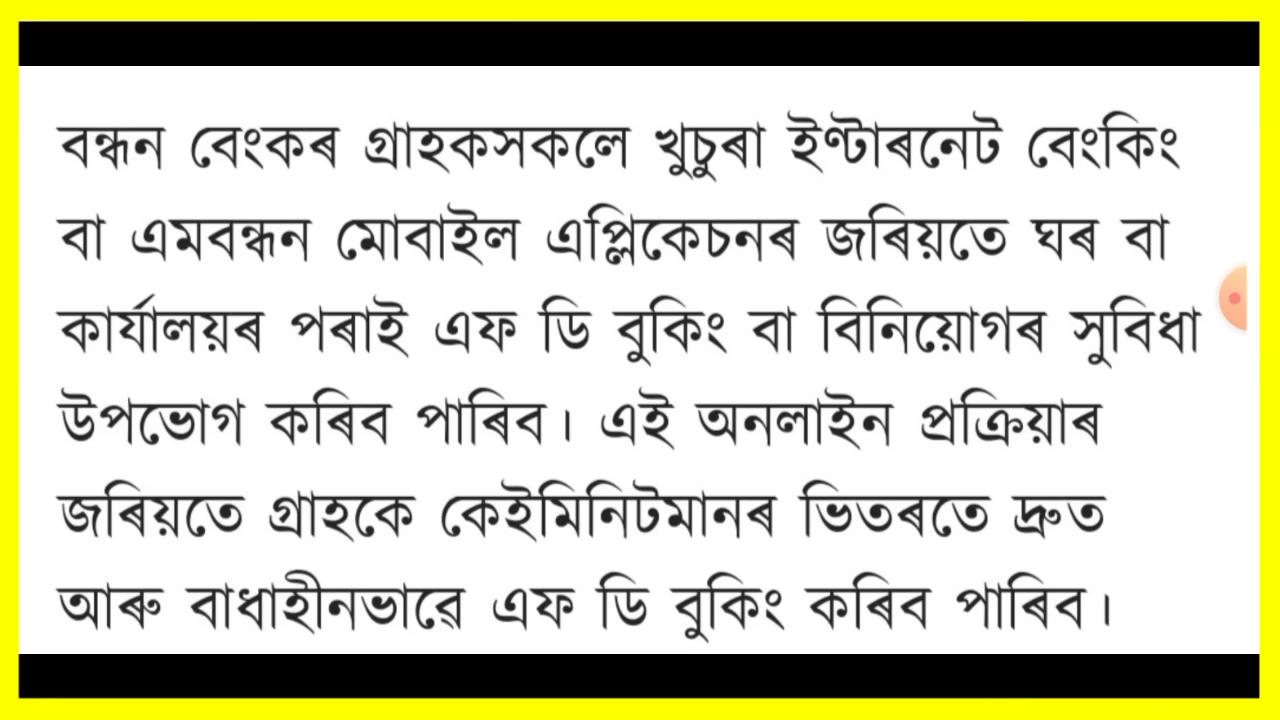 বন্ধন বেংকৰ গ্ৰাহকসকলে খুচুৰা ইণ্টাৰনেট বেংকিং
বা এমবন্ধন মোবাইল এপ্লিকেচনৰ জৰিয়তে ঘৰ বা
কাৰ্যালয়ৰ পৰাই এফ ডি বুকিং বা বিনিয়োগৰ সুবিধা
উপভোগ কৰিব পাৰিব। এই অনলাইন প্ৰক্ৰিয়াৰ
জৰিয়তে গ্ৰাহকে কেইমিনিটমানৰ ভিতৰতে দ্ৰুত
আৰু বাধাহীনভাৱে এফ ডি বুকিং কৰিব পাৰিব।